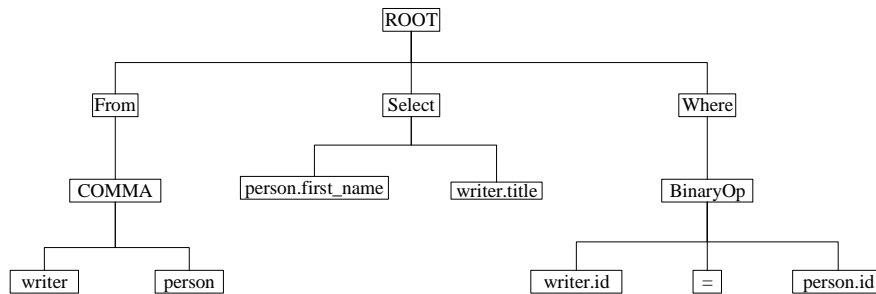 ROOT
From Select Where
COMMA person.first_name writer.title BinaryOp
writer person writer.id = person.id